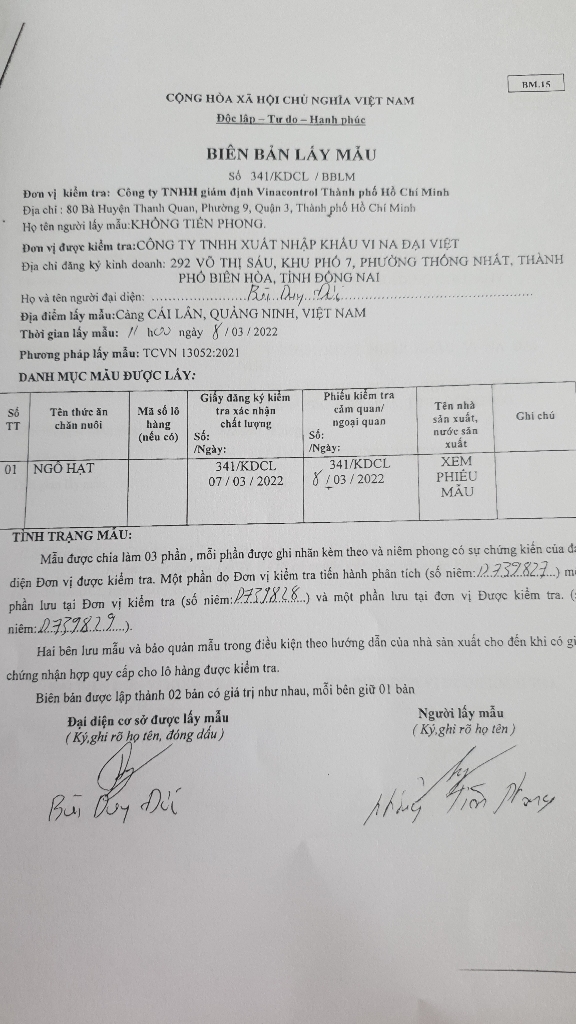 BM.15
CỘNG HÒA XÃ HỘI CHỦ NGHĨA VIỆT NAM
Độc lập – Tự do – Hạnh phúc
BIÊN BẢN LẤY MẪU
Số 341/KDCL / BBLM
Đơn vị kiểm tra: Công ty TNHH giám định Vinacontrol Thành phố Hồ Chí Minh
Địa chỉ : 80 Bà Huyện Thanh Quan, Phường 9, Quận 3, Thành phố Hồ Chí Minh
Họ tên người lấy mẫu:KHÔNG TIẾN PHONG.
Đơn vị được kiểm tra:CÔNG TY TNHH XUẤT NHẬP KHẨU VI NA ĐẠI VIỆT
Địa chỉ đăng ký kinh doanh: 292 VÕ THỊ SÁU, KHU PHỐ 7, PHƯỜNG THỐNG NHẤT, THÀNH
PHỐ BIÊN HÒA, TỈNH ĐỒNG NAI
Họ và tên người đại diện: Bùi Duy Đức
Địa điểm lấy mẫu:Cảng CÁI LÂN, QUẢNG NINH, VIỆT NAM
Thời gian lấy mẫu: 11 h00 ngày 8 / 03 / 2022
Phương pháp lấy mẫu: TCVN 13052:2021
DANH MỤC MẪU ĐƯỢC LẤY:
Số TT
Tên thức ăn chăn nuôi
Mã số lô hàng (nếu có)
Giấy đăng ký kiểm tra xác nhận chất lượng Số: /Ngày:
Phiếu kiểm tra cảm quan/ ngoại quan Số: /Ngày:
Tên nhà sản xuất, nước sản xuất
Ghi chú
01 NGÔ HẠT 341/KDCL 07 / 03 / 2022 341/KDCL 8 / 03 / 2022 XEM PHIẾU MẪU
TÌNH TRẠNG MẪU:
Mẫu được chia làm 03 phần , mỗi phần được ghi nhãn kèm theo và niêm phong có sự chứng kiến của đạ
diện Đơn vị được kiểm tra. Một phần do Đơn vị kiểm tra tiến hành phân tích (số niêm: 0739827) m
phần lưu tại Đơn vị kiểm tra (số niêm: 0739828) và một phần lưu tại đơn vị Được kiểm tra. (
niêm: 0739829).
Hai bên lưu mẫu và bảo quản mẫu trong điều kiện theo hướng dẫn của nhà sản xuất cho đến khi có gi
chứng nhận hợp quy cấp cho lô hàng được kiểm tra.
Biên bản được lập thành 02 bản có giá trị như nhau, mỗi bên giữ 01 bản
Đại diện cơ sở được lấy mẫu
( Ký,ghi rõ họ tên, đóng dấu )
Người lấy mẫu
( Ký,ghi rõ họ tên )
Bùi Duy Đức
Tiến Phong